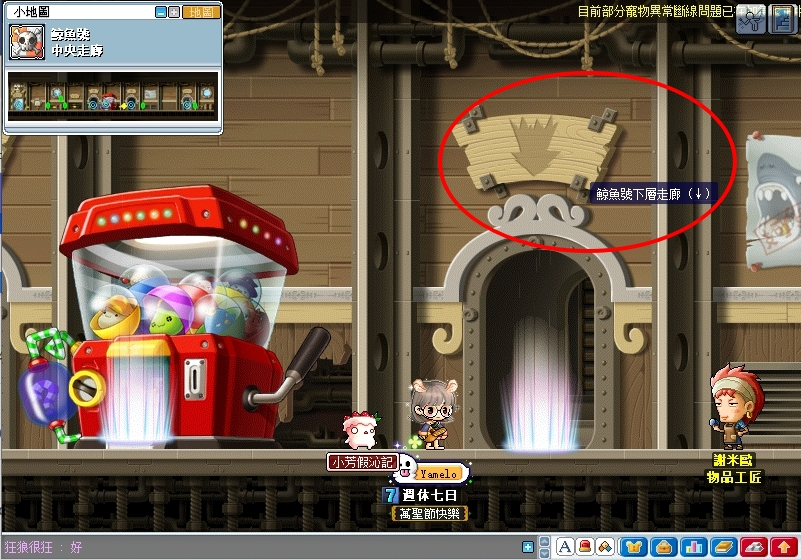 小地圖
地圖
鯨魚號
中央走廊
目前部分寵物異常斷線問題已
鯨魚號下層走廊（↓）
小芳假沁記
Yamelo
7 週休七日
萬聖節快樂
謝米歐
物品工匠
狂狼很狂 : 好
A